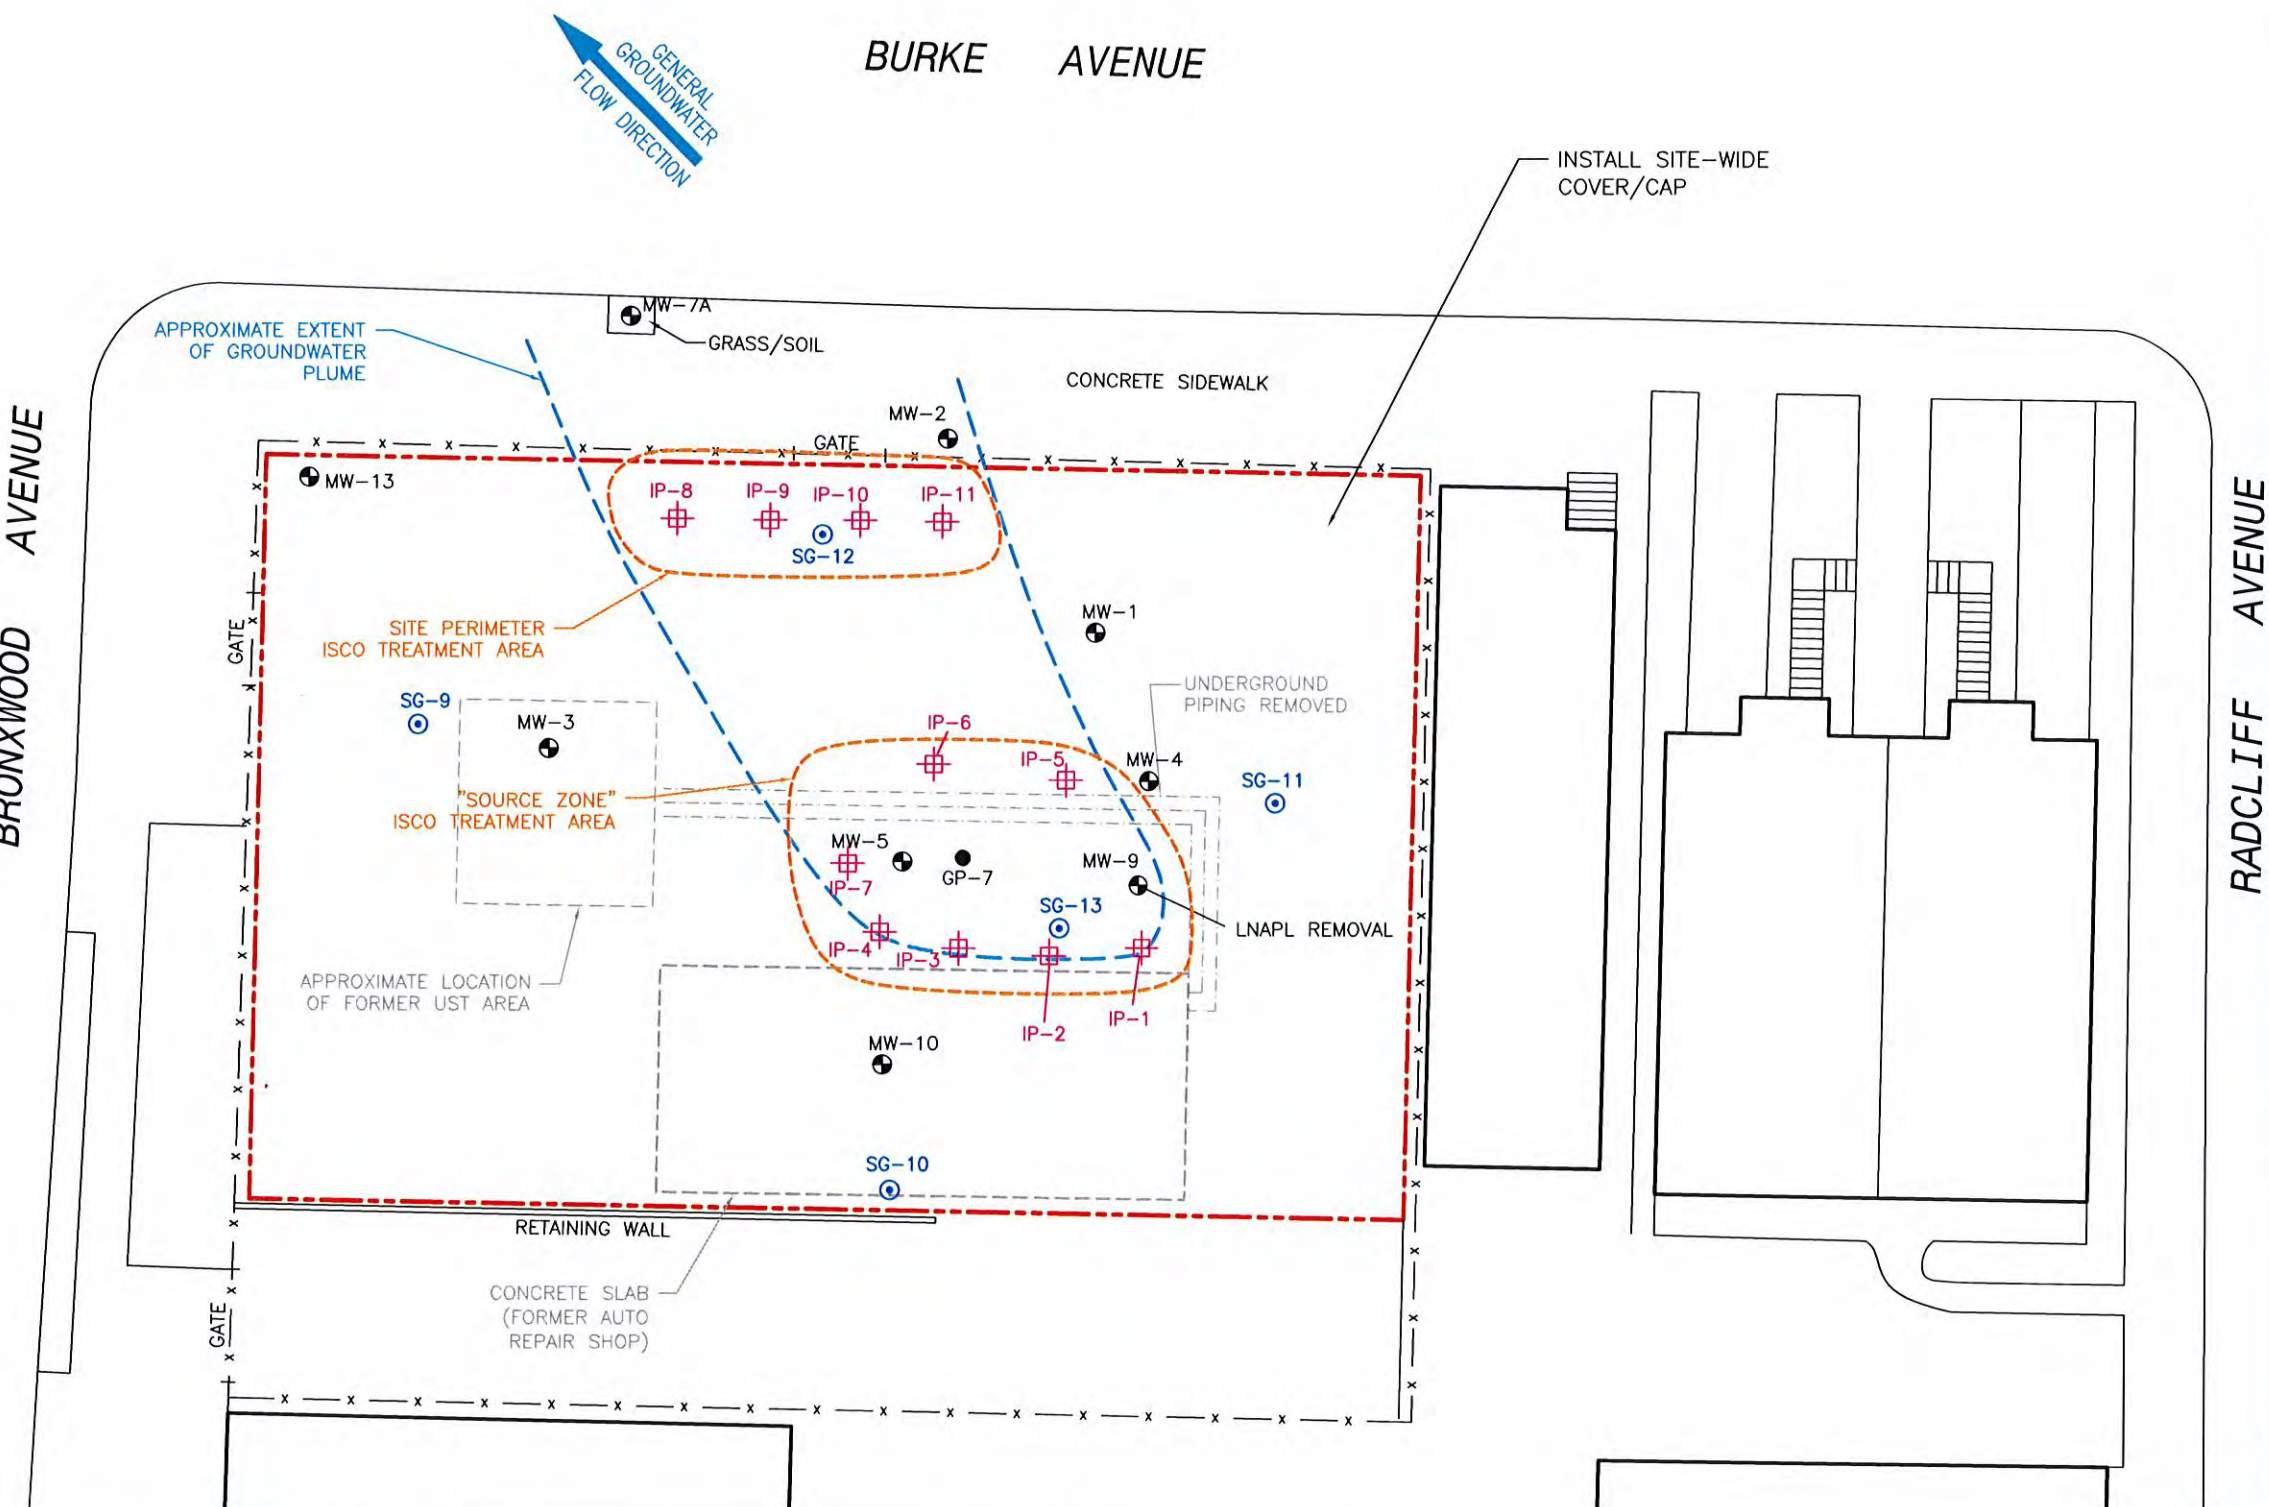 BURKE AVENUE
GENERAL
GROUNDWATER
FLOW DIRECTION
INSTALL SITE-WIDE
COVER/CAP
MW-7A
GRASS/SOIL
APPROXIMATE EXTENT
OF GROUNDWATER
PLUME
CONCRETE SIDEWALK
MW-2
GATE
MW-13
IP-8
IP-9
IP-10
IP-11
SG-12
BRONXWOOD AVENUE
RADCLIFF AVENUE
GATE
SITE PERIMETER
ISCO TREATMENT AREA
MW-1
UNDERGROUND
PIPING REMOVED
SG-9
MW-3
IP-6
IP-5
MW-4
SG-11
"SOURCE ZONE"
ISCO TREATMENT AREA
MW-5
GP-7
MW-9
IP-7
SG-13
LNAPL REMOVAL
IP-4
IP-3
APPROXIMATE LOCATION
OF FORMER UST AREA
IP-2
IP-1
MW-10
SG-10
RETAINING WALL
CONCRETE SLAB
(FORMER AUTO
REPAIR SHOP)
GATE